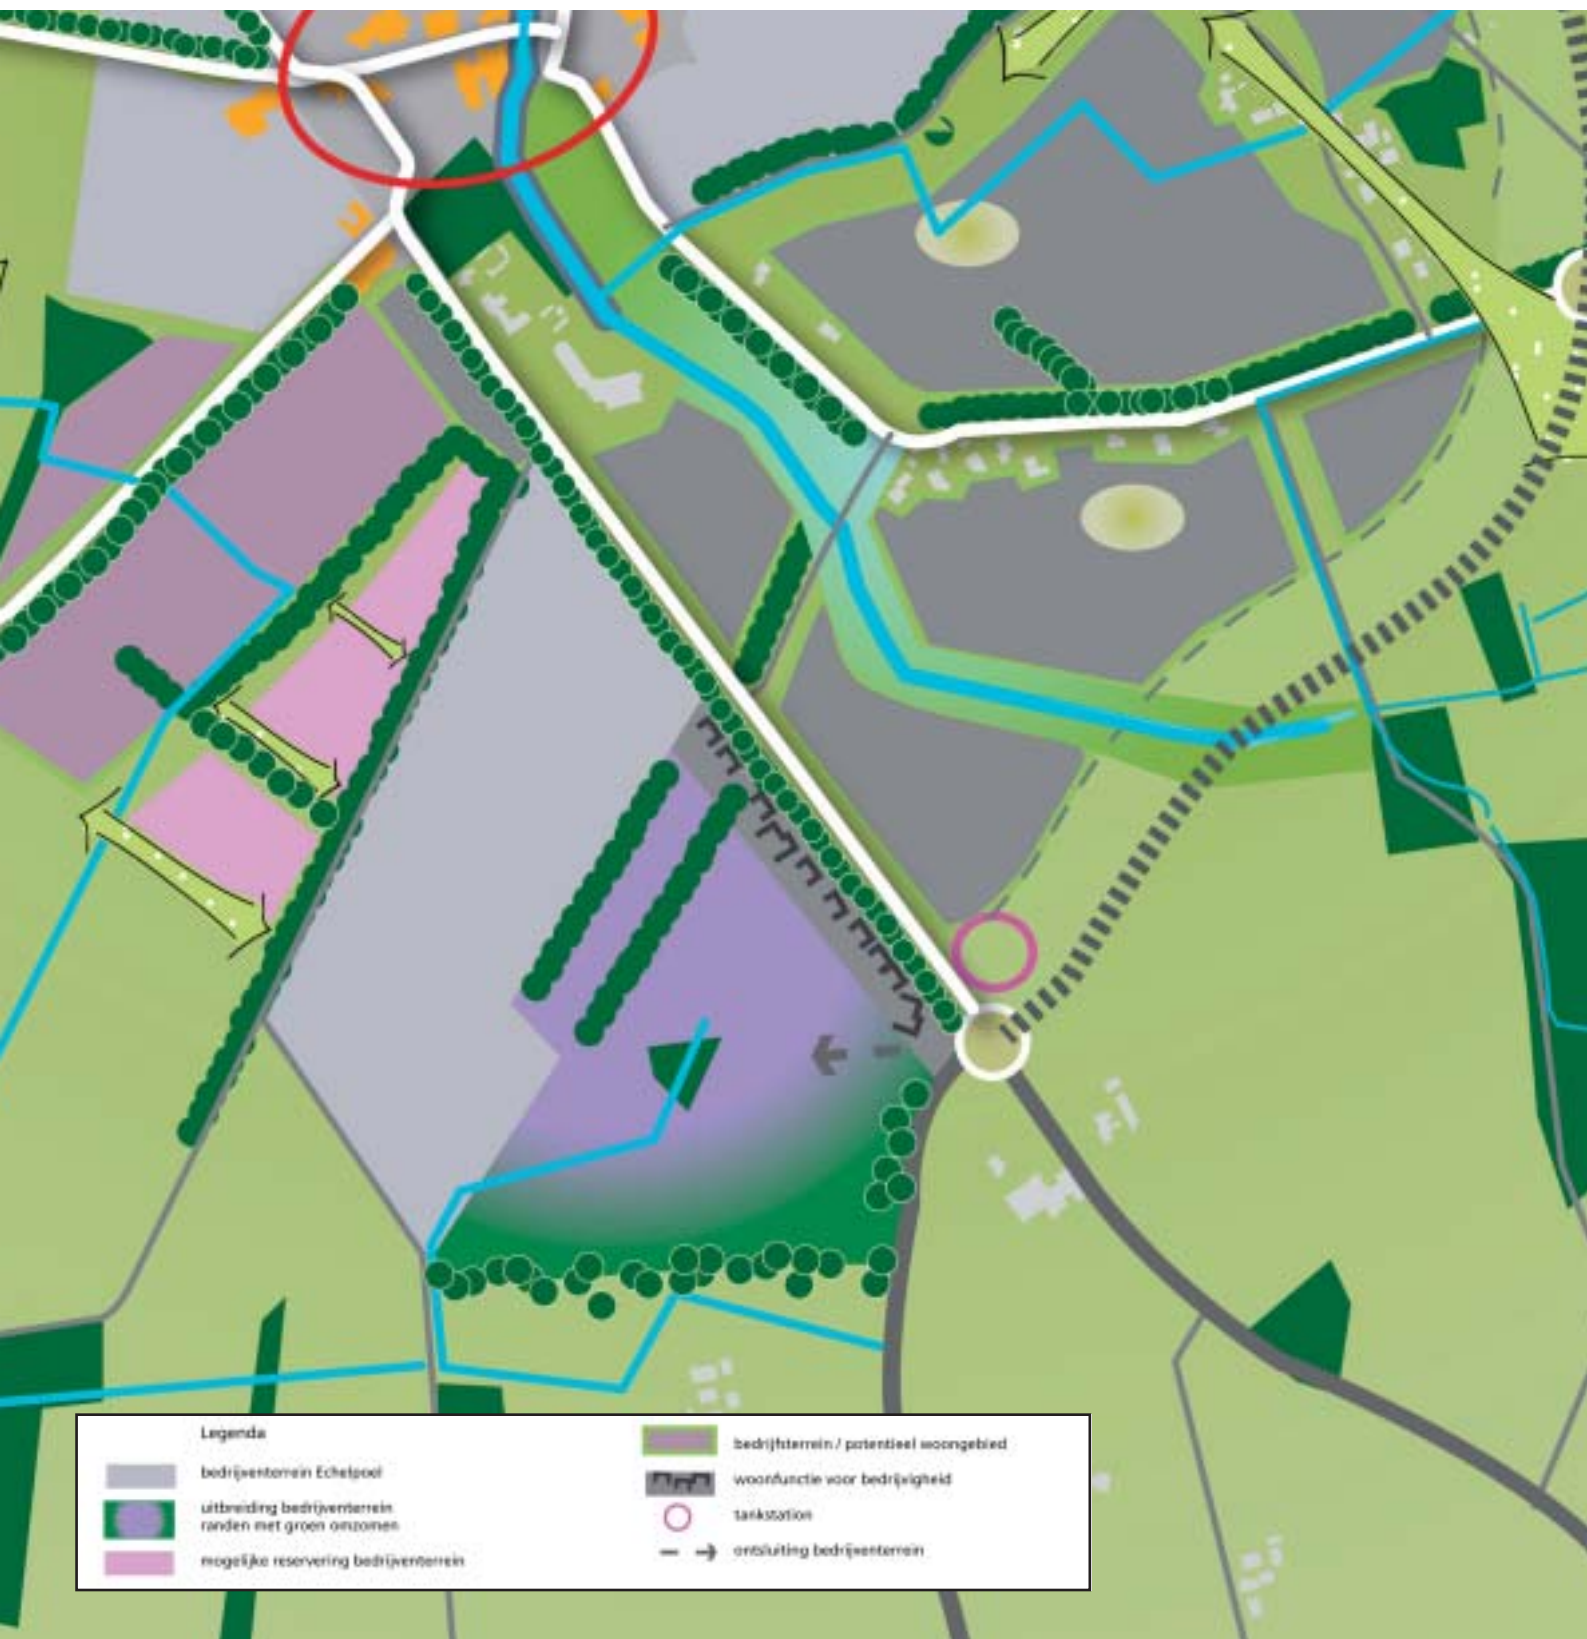 Legenda
bedrijventerrein Echelpoel
uitbreiding bedrijventerrein
randen met groen omzomen
mogelijke reservering bedrijventerrein
bedrijfsterrein / potentieel woongebied
woonfunctie voor bedrijvigheid
tankstation
ontsluiting bedrijventerrein